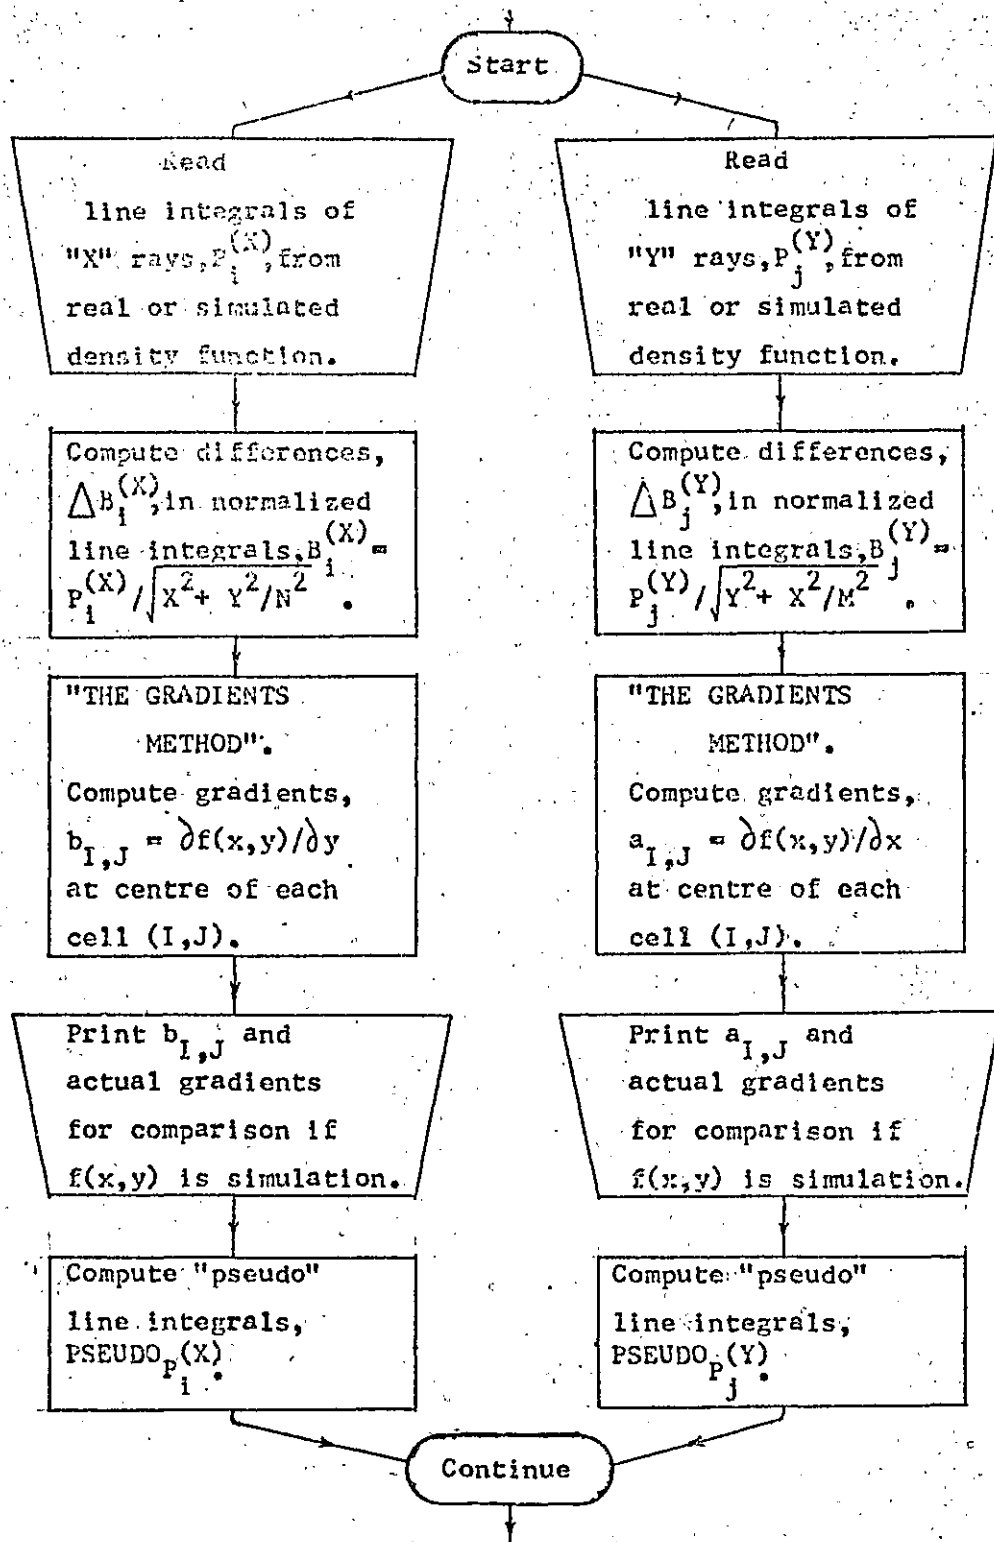 Start
Read
line integrals of
"X" rays, P_i^(X), from
real or simulated
density function.
Compute differences,
ΔB_i^(X), in normalized
line integrals, B_i^(X) =
P_i^(X)/√X²+ Y²/N² .
"THE GRADIENTS
METHOD".
Compute gradients,
b_I,J = ∂f(x,y)/∂y
at centre of each
cell (I,J).
Print b_I,J and
actual gradients
for comparison if
f(x,y) is simulation.
Compute "pseudo"
line integrals,
PSEUDO_P_i^(X).
Read
line integrals of
"Y" rays, P_j^(Y), from
real or simulated
density function.
Compute differences,
ΔB_j^(Y), in normalized
line integrals, B_j^(Y) =
P_j^(Y)/√Y²+ X²/M² .
"THE GRADIENTS
METHOD".
Compute gradients,
a_I,J = ∂f(x,y)/∂x
at centre of each
cell (I,J).
Print a_I,J and
actual gradients
for comparison if
f(x,y) is simulation.
Compute "pseudo"
line integrals,
PSEUDO_P_j^(Y).
Continue